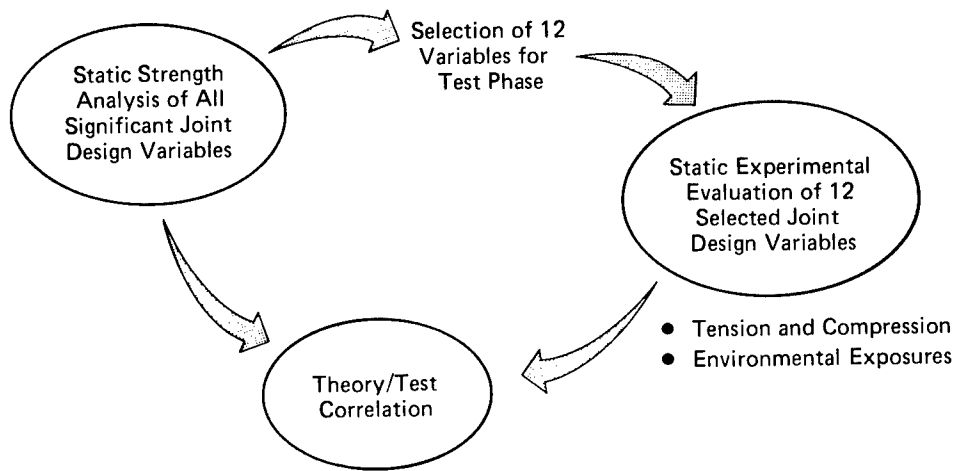 Static Strength
Analysis of All
Significant Joint
Design Variables
Selection of 12
Variables for
Test Phase
Static Experimental
Evaluation of 12
Selected Joint
Design Variables
● Tension and Compression
● Environmental Exposures
Theory/Test
Correlation